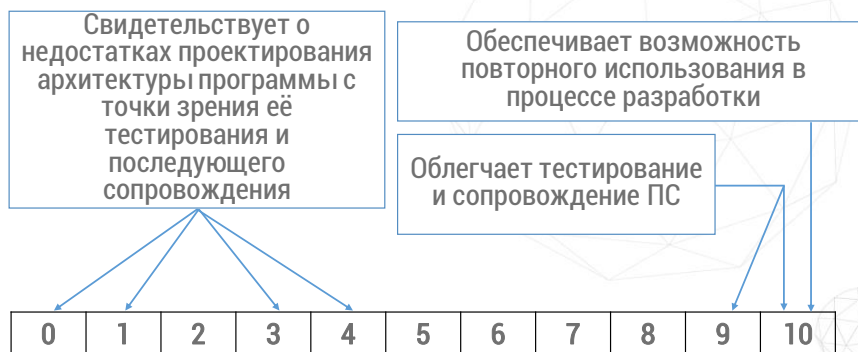 Свидетельствует о
недостатках проектирования
архитектуры программы с
точки зрения её
тестирования и
последующего
сопровождения
Обеспечивает возможность
повторного использования в
процессе разработки
Облегчает тестирование
и сопровождение ПС
0 1 2 3 4 5 6 7 8 9 10